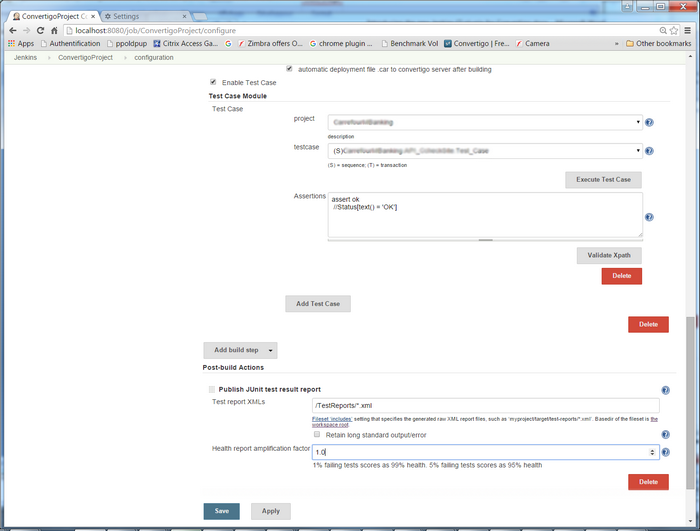 ConvertigoProject Co
Settings
localhost:8080/job/ConvertigoProject/configure
Apps Authentification ppoldpup Citrix Access Ga... G Zimbra offers O... chrome plugin ... Benchmark Vol Convertigo | Fre... Camera » Other bookmarks
Jenkins ConvertigoProject configuration
automatic deployment file .car to convertigo server after building
Enable Test Case
Test Case Module
Test Case
project
description
testcase (S) Test_Case
(S) = sequence; (T) = transaction
Execute Test Case
Assertions
assert ok
//Status[text() = 'OK']
Validate Xpath
Delete
Add Test Case
Delete
Add build step
Post-build Actions
Publish JUnit test result report
Test report XMLs /TestReports/*.xml
Fileset 'includes' setting that specifies the generated raw XML report files, such as 'myproject/target/test-reports/*.xml'. Basedir of the fileset is the
workspace root.
Retain long standard output/error
Health report amplification factor 1.0
1% failing tests scores as 99% health. 5% failing tests scores as 95% health
Delete
Save Apply